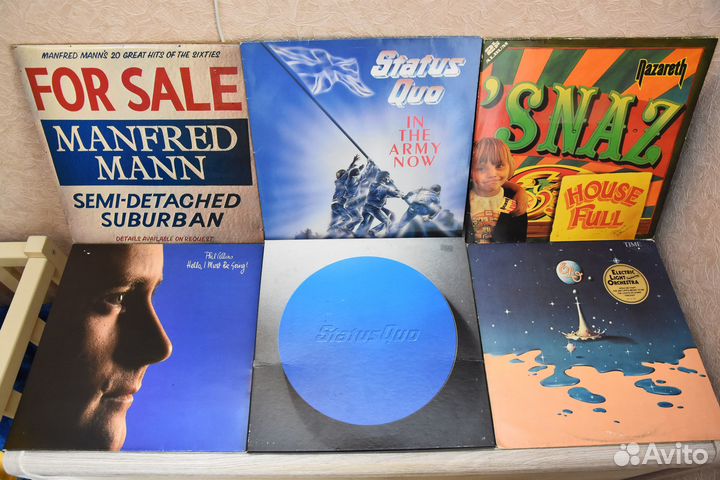 MANFRED MANN'S 20 GREAT HITS OF THE SIXTIES
FOR SALE
MANFRED
MANN
SEMI-DETACHED
SUBURBAN
DETAILS AVAILABLE ON REQUEST
Status
Quo
IN
THE
ARMY
NOW
ALBUM
Nazareth
'SNAZ
HOUSE
FULL
Phil Collins
Hello, I Must Be Going!
Status Quo
TIME
ELECTRIC
LIGHT
ORCHESTRA
Avito